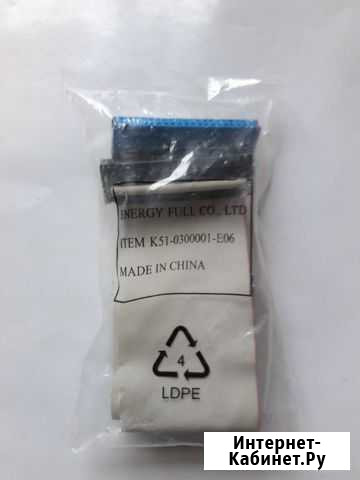 ENERGY FULL CO., LTD
ITEM K51-0300001-E06
MADE IN CHINA
4
LDPE
Интернет-
Кабинет.Ру